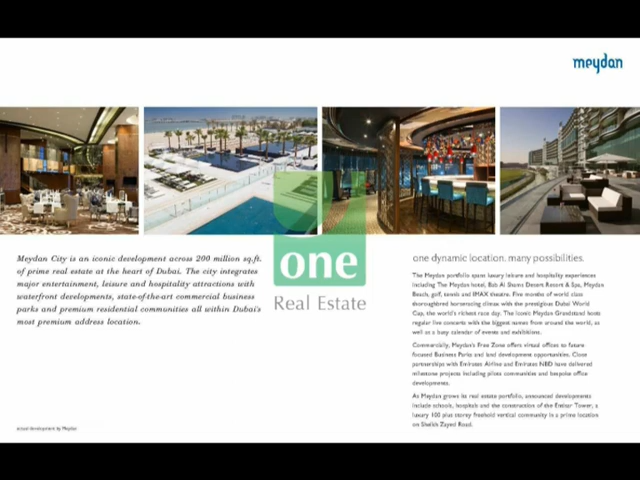 meydan
Meydan City is an iconic development across 200 million sq.ft.
of prime real estate at the heart of Dubai. The city integrates
major entertainment, leisure and hospitality attractions with
waterfront developments, state-of-the-art commercial business
parks and premium residential communities all within Dubai's
most premium address location.
one
Real Estate
one dynamic location. many possibilities.
The Meydan portfolio spans luxury leisure and hospitality experiences
including The Meydan hotel, Bab Al Shams Desert Resort & Spa, Meydan
Beach, golf, tennis and IMAX theatre. Five months of world class
thoroughbred horseracing climax with the prestigious Dubai World
Cup, the world's richest race day. The iconic Meydan Grandstand hosts
regular live concerts with the biggest names from around the world, as
well as a busy calendar of events and exhibitions.
Commercially, Meydan's Free Zone offers virtual offices to future
focused Business Parks and land development opportunities. Close
partnerships with Emirates Airline and Emirates NBD have delivered
milestone projects including pilots communities and bespoke office
developments.
As Meydan grows its real estate portfolio, announced developments
include schools, hospitals and the construction of the Entisar Tower, a
luxury 100 plus storey freehold vertical community in a prime location
on Sheikh Zayed Road.
actual development by Meydan